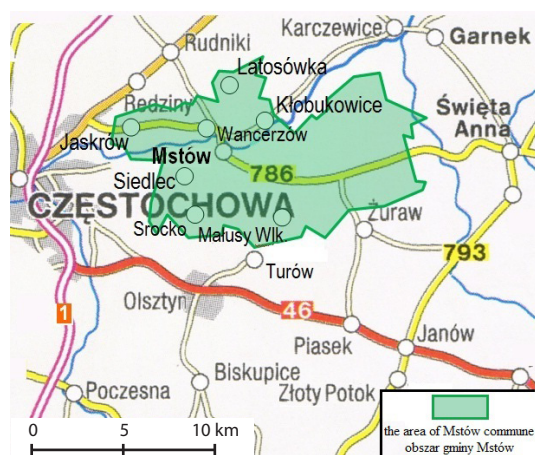 Karczewice
Garnek
Rudniki
Latosówka
Rędziny
Kłobukowice
Święta
Anna
Jaskrów
Wancerzów
Mstów
786
Siedlec
CZĘSTOCHOWA
Srocko
Małusy Wlk.
Żuraw
793
Turów
Olsztyn
1
46
Piasek
Janów
Biskupice
Złoty Potok
Poczesna
0 5 10 km
the area of Mstów commune
obszar gminy Mstów